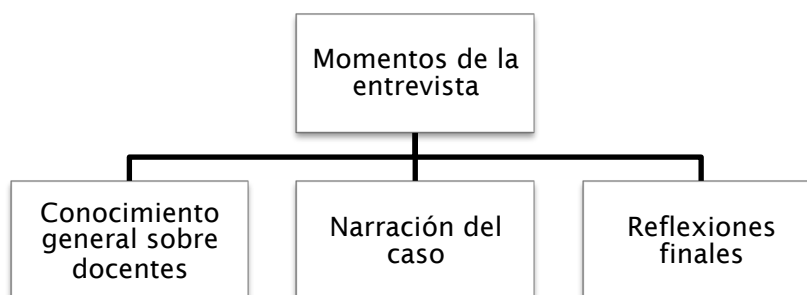 Momentos de la
entrevista
Conocimiento
general sobre
docentes
Narración del
caso
Reflexiones
finales